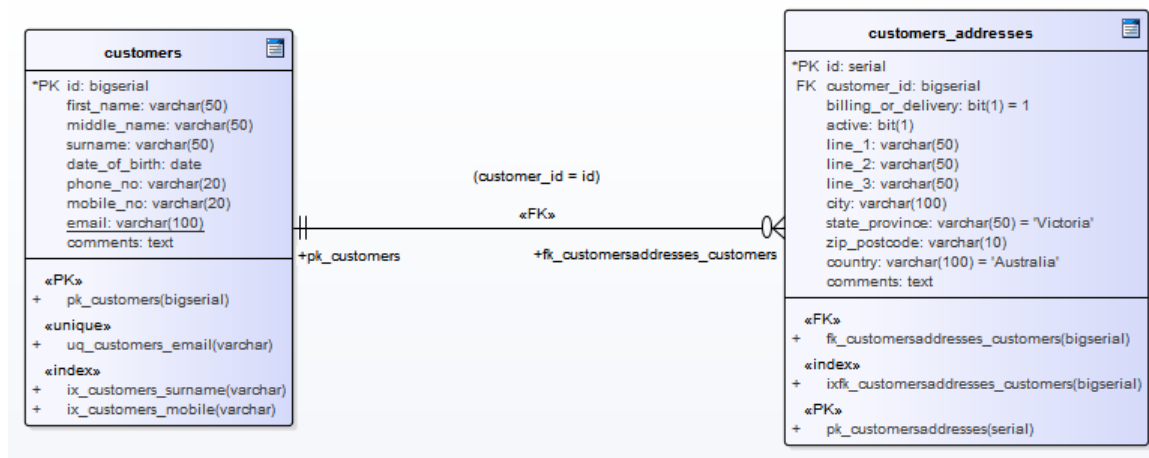 customers
*PK id: bigserial
first_name: varchar(50)
middle_name: varchar(50)
surname: varchar(50)
date_of_birth: date
phone_no: varchar(20)
mobile_no: varchar(20)
email: varchar(100)
comments: text
«PK»
+ pk_customers(bigserial)
«unique»
+ uq_customers_email(varchar)
«index»
+ ix_customers_surname(varchar)
+ ix_customers_mobile(varchar)
(customer_id = id)
«FK»
+pk_customers
+fk_customersaddresses_customers
customers_addresses
*PK id: serial
FK customer_id: bigserial
billing_or_delivery: bit(1) = 1
active: bit(1)
line_1: varchar(50)
line_2: varchar(50)
line_3: varchar(50)
city: varchar(100)
state_province: varchar(50) = 'Victoria'
zip_postcode: varchar(10)
country: varchar(100) = 'Australia'
comments: text
«FK»
+ fk_customersaddresses_customers(bigserial)
«index»
+ ixfk_customersaddresses_customers(bigserial)
«PK»
+ pk_customersaddresses(serial)